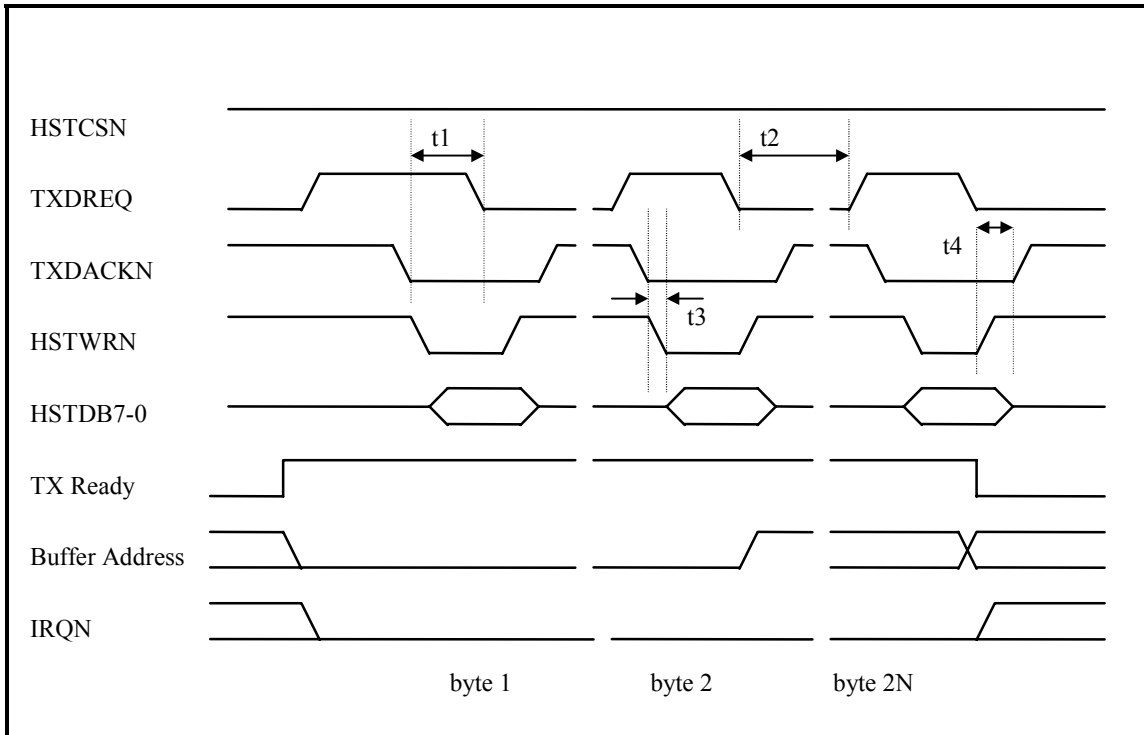 HSTCSN
t1
t2
TXDREQ
t4
TXDACKN
t3
HSTWRN
HSTDB7-0
TX Ready
Buffer Address
IRQN
byte 1
byte 2
byte 2N